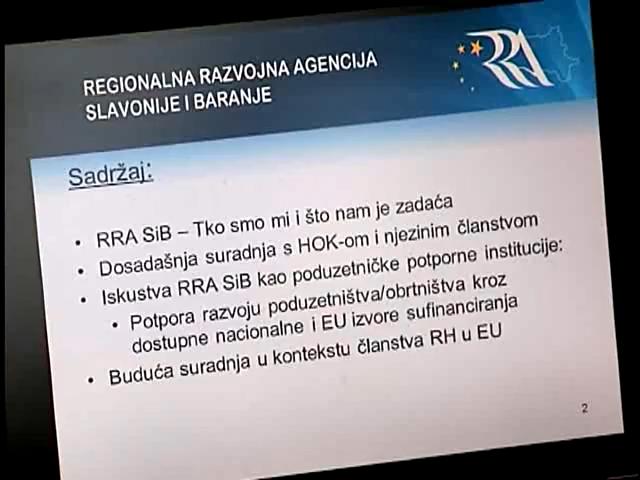 REGIONALNA RAZVOJNA AGENCIJA
SLAVONIJE I BARANJE
RRA
Sadržaj:
• RRA SiB – Tko smo mi i što nam je zadaća
• Dosadašnja suradnja s HOK-om i njezinim članstvom
• Iskustva RRA SiB kao poduzetničke potporne institucije:
• Potpora razvoju poduzetništva/obrtništva kroz
dostupne nacionalne i EU izvore sufinanciranja
• Buduća suradnja u kontekstu članstva RH u EU
2